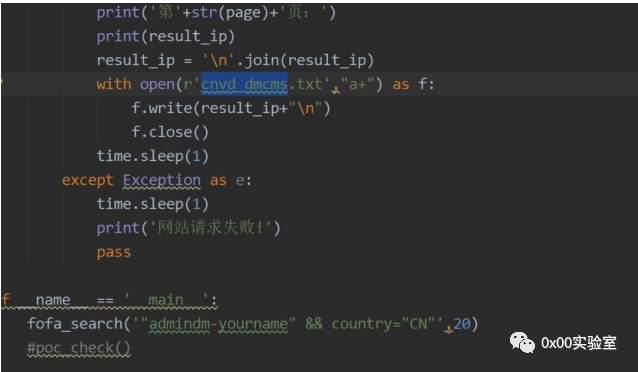 print('第'+str(page)+'页：')
print(result_ip)
result_ip = '\n'.join(result_ip)
with open(r'cnvd_dmcms.txt',"a+") as f:
f.write(result_ip+"\n")
f.close()
time.sleep(1)
except Exception as e:
time.sleep(1)
print('网站请求失败!')
pass
f __name__ == '__main__':
fofa_search('"admindm-yourname" && country="CN"',20)
#poc_check()
0x00实验室